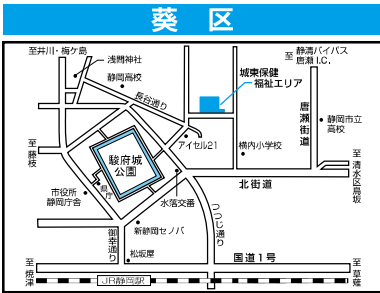 葵 区
至井川・梅ケ島
浅間神社
静岡高校
長谷通り
城東保健
福祉エリア
至
静清バイパス
唐瀬 I.C.
唐瀬街道
静岡市立
高校
至藤枝
駿府城
公園
アイセル21
横内小学校
至清水区鳥坂
県庁
市役所
静岡庁舎
水落交番
北街道
つつじ通り
御幸通り
新静岡セノバ
松坂屋
国道1号
至焼津
JR静岡駅
至草薙